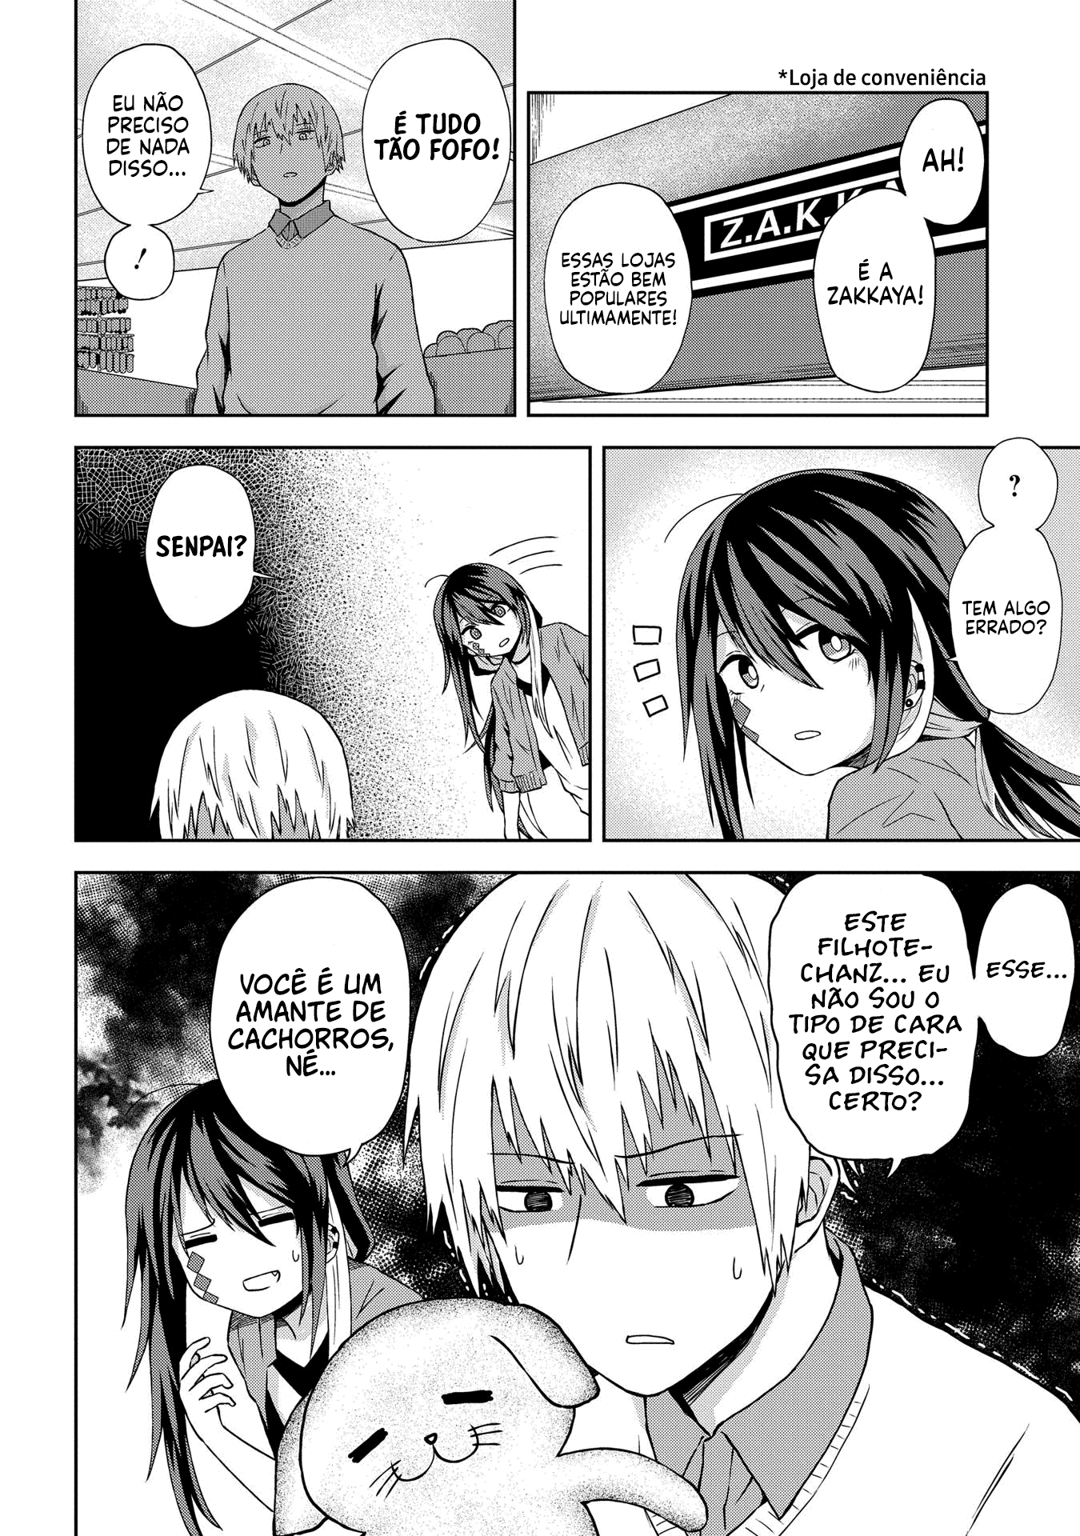 *Loja de conveniência
AH!
É A
ZAKKAYA!
Z.A.K.K
ESSAS LOJAS
ESTÃO BEM
POPULARES
ULTIMAMENTE!
É TUDO
TÃO FOFO!
EU NÃO
PRECISO
DE NADA
DISSO...
!
?
TEM ALGO
ERRADO?
SENPAI?
ESSE...
ESTE
FILHOTE-
CHANZ... EU
NÃO SOU O
TIPO DE CARA
QUE PRECI-
SA DISSO...
CERTO?
VOCÊ É UM
AMANTE DE
CACHORROS,
NÉ...